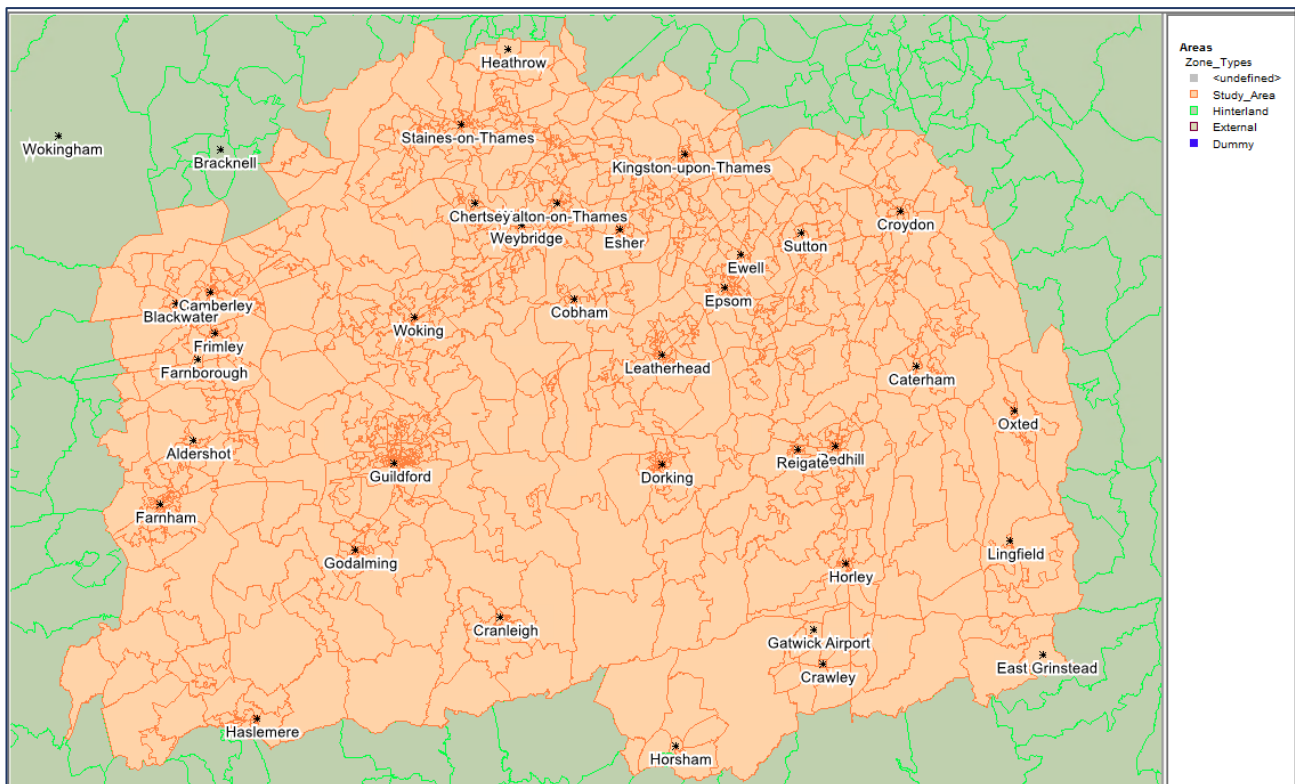 Heathrow
Staines-on-Thames
Wokingham
Bracknell
Kingston-upon-Thames
Chertsey
alton-on-Thames
Weybridge
Esher
Sutton
Croydon
Ewell
Epsom
Camberley
Blackwater
Cobham
Woking
Frimley
Farnborough
Leatherhead
Caterham
Oxted
Aldershot
Guildford
Dorking
Reigate
edhill
Farnham
Godalming
Lingfield
Horley
Cranleigh
Gatwick Airport
Crawley
East Grinstead
Haslemere
Horsham
Areas
Zone_Types
<undefined>
Study_Area
Hinterland
External
Dummy